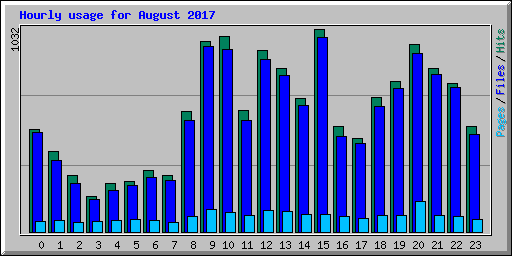 Hourly usage for August 2017
1032
Pages / Files / Hits
0 1 2 3 4 5 6 7 8 9 10 11 12 13 14 15 16 17 18 19 20 21 22 23